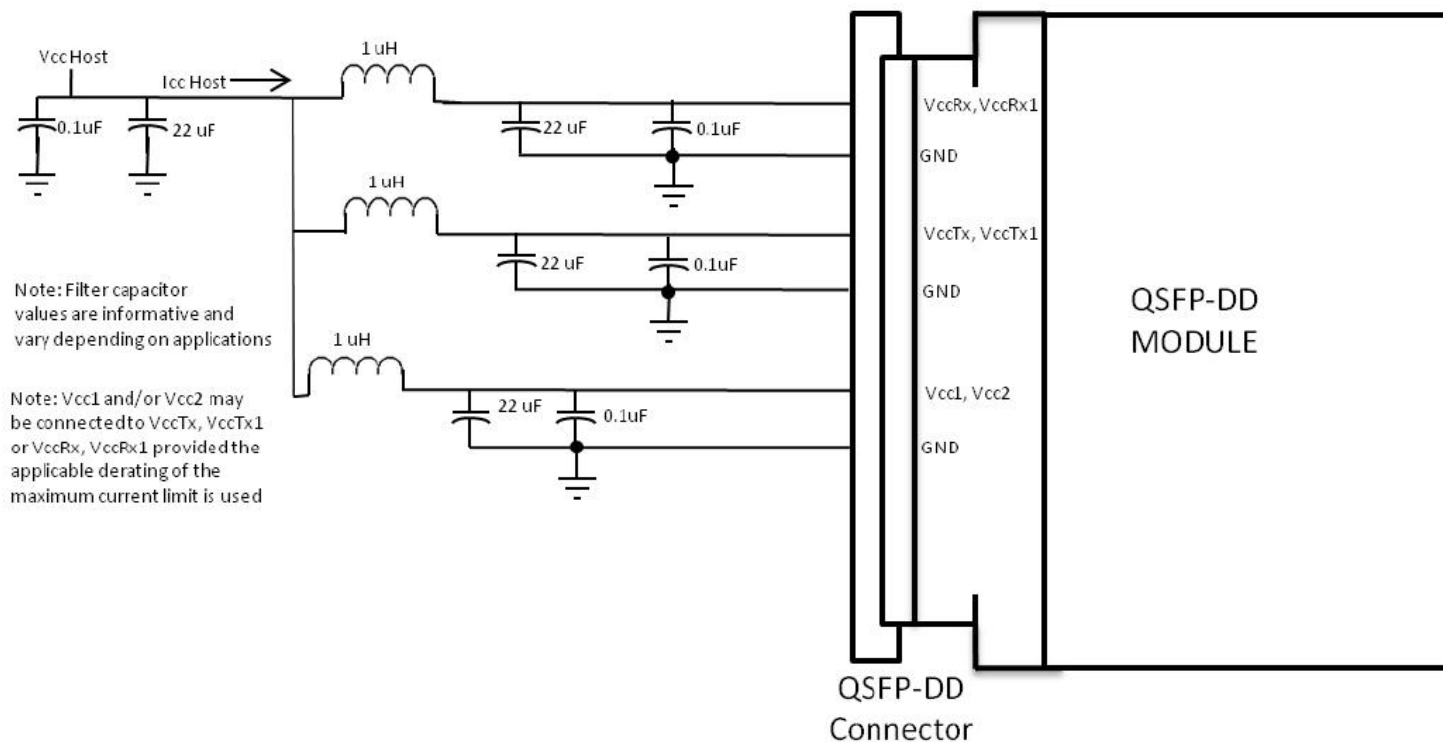 1 uH
Vcc Host
Icc Host
0.1uF
22 uF
22 uF
0.1uF
VccRx, VccRx1
GND
1 uH
VccTx, VccTx1
22 uF
0.1uF
GND
Note: Filter capacitor
values are informative and
vary depending on applications
QSFP-DD
MODULE
1 uH
Note: Vcc1 and/or Vcc2 may
be connected to VccTx, VccTx1
or VccRx, VccRx1 provided the
applicable derating of the
maximum current limit is used
22 uF
0.1uF
Vcc1, Vcc2
GND
QSFP-DD
Connector